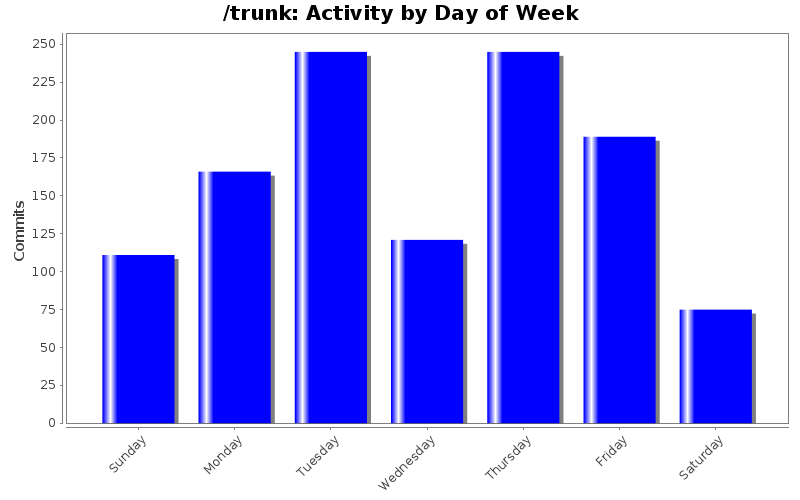 /trunk: Activity by Day of Week
Commits
250
225
200
175
150
125
100
75
50
25
0
Sunday
Monday
Tuesday
Wednesday
Thursday
Friday
Saturday